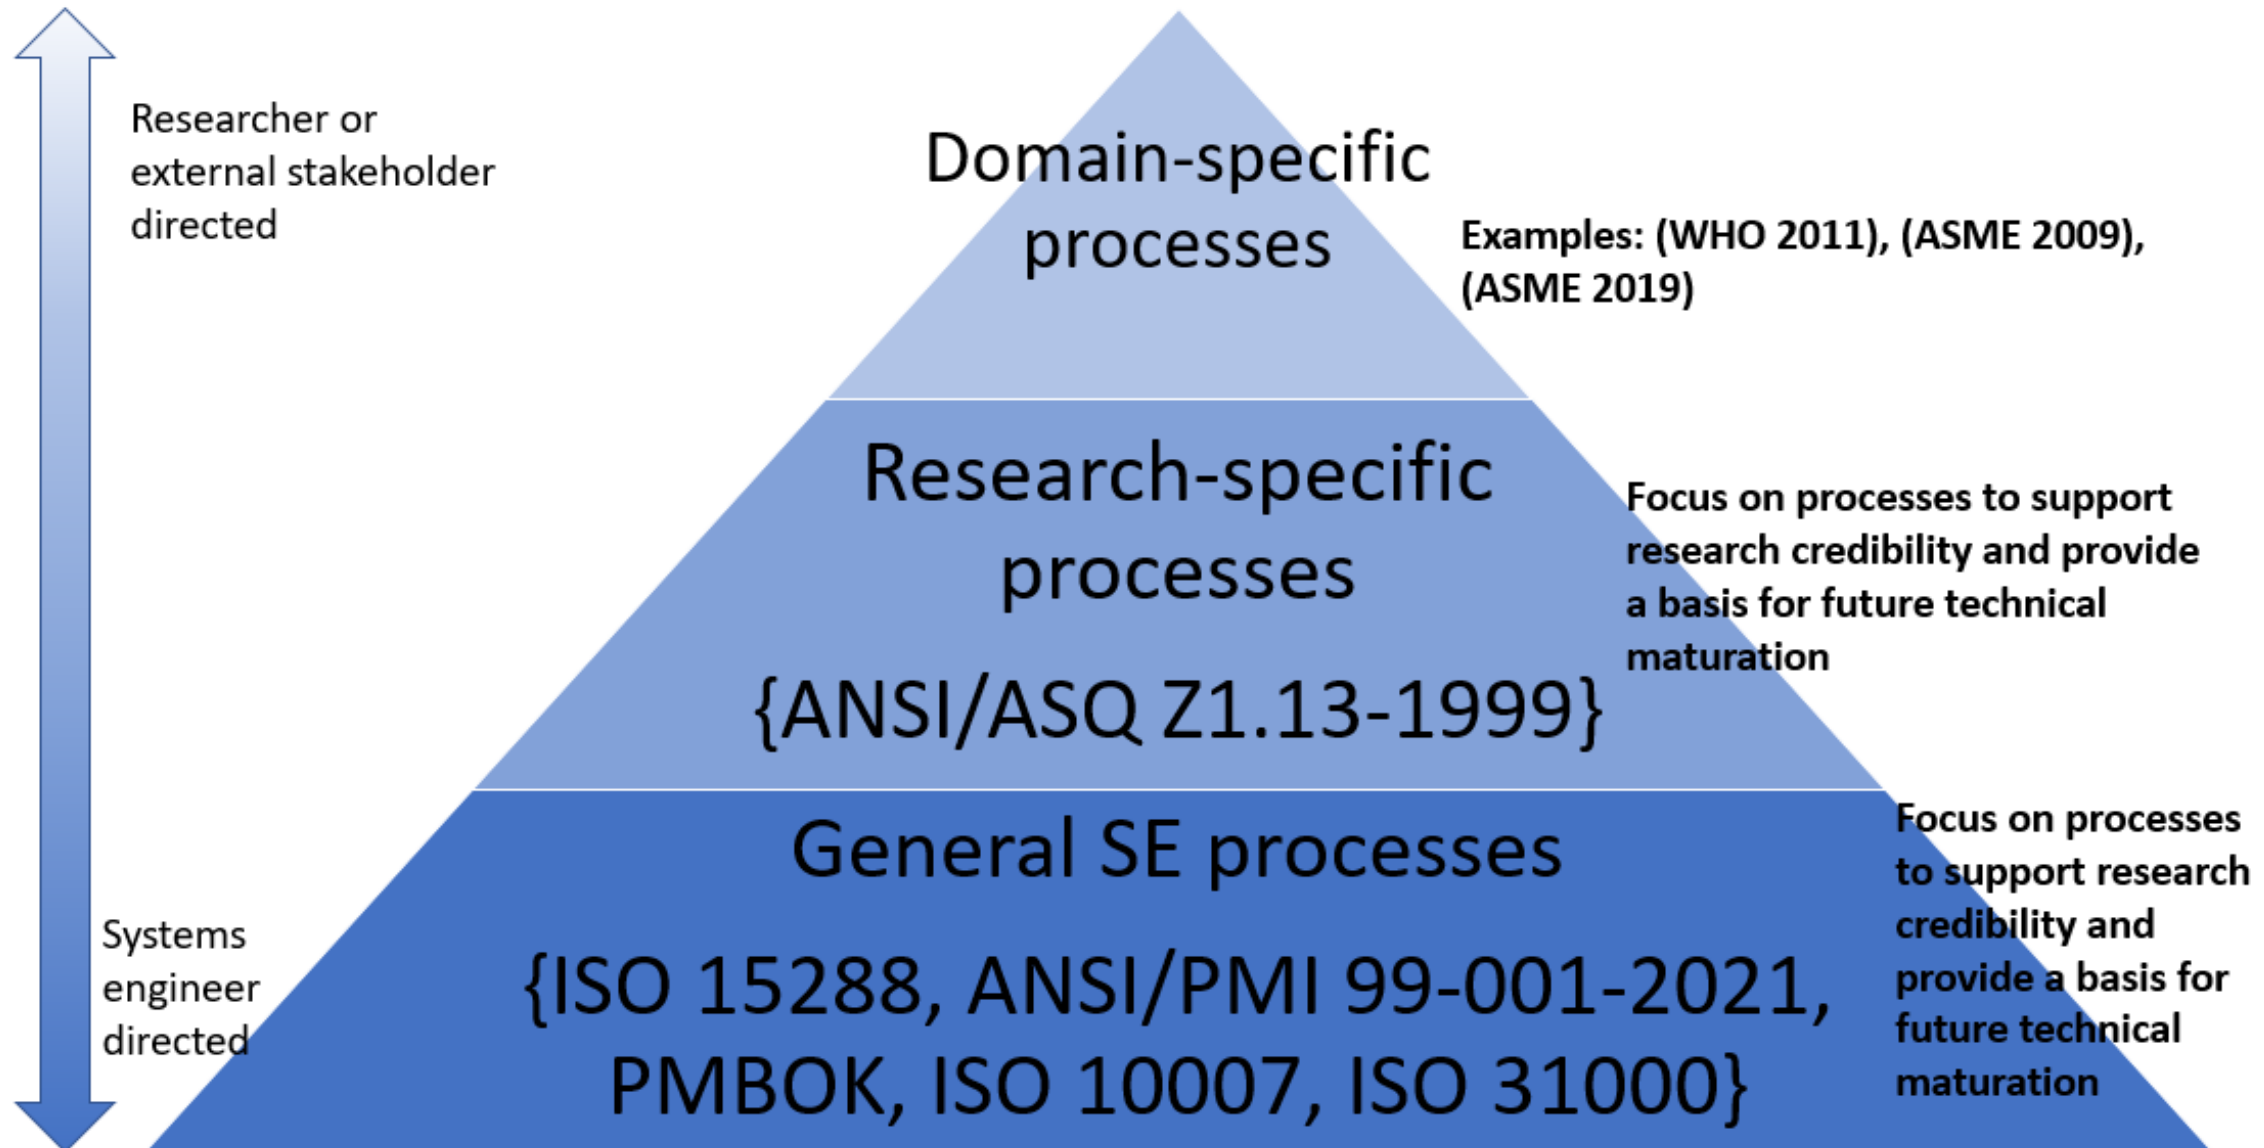 Researcher or
external stakeholder
directed
Domain-specific
processes
Examples: (WHO 2011), (ASME 2009),
(ASME 2019)
Research-specific
processes
{ANSI/ASQ Z1.13-1999}
Focus on processes to support
research credibility and provide
a basis for future technical
maturation
Systems
engineer
directed
General SE processes
{ISO 15288, ANSI/PMI 99-001-2021,
PMBOK, ISO 10007, ISO 31000}
Focus on processes
to support research
credibility and
provide a basis for
future technical
maturation